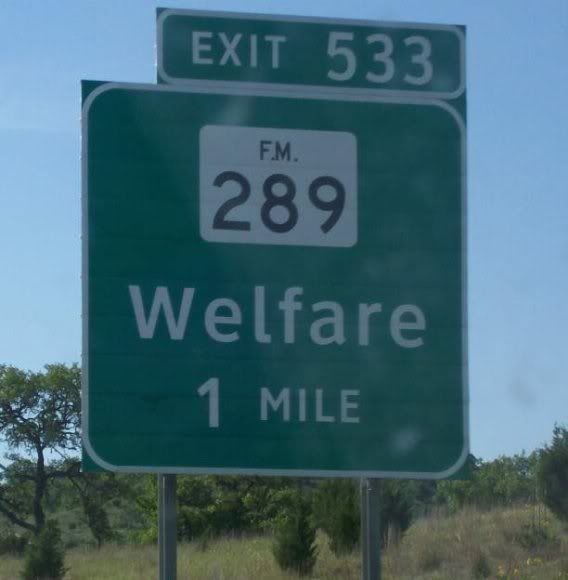 EXIT 533
F.M.
289
Welfare
1 MILE